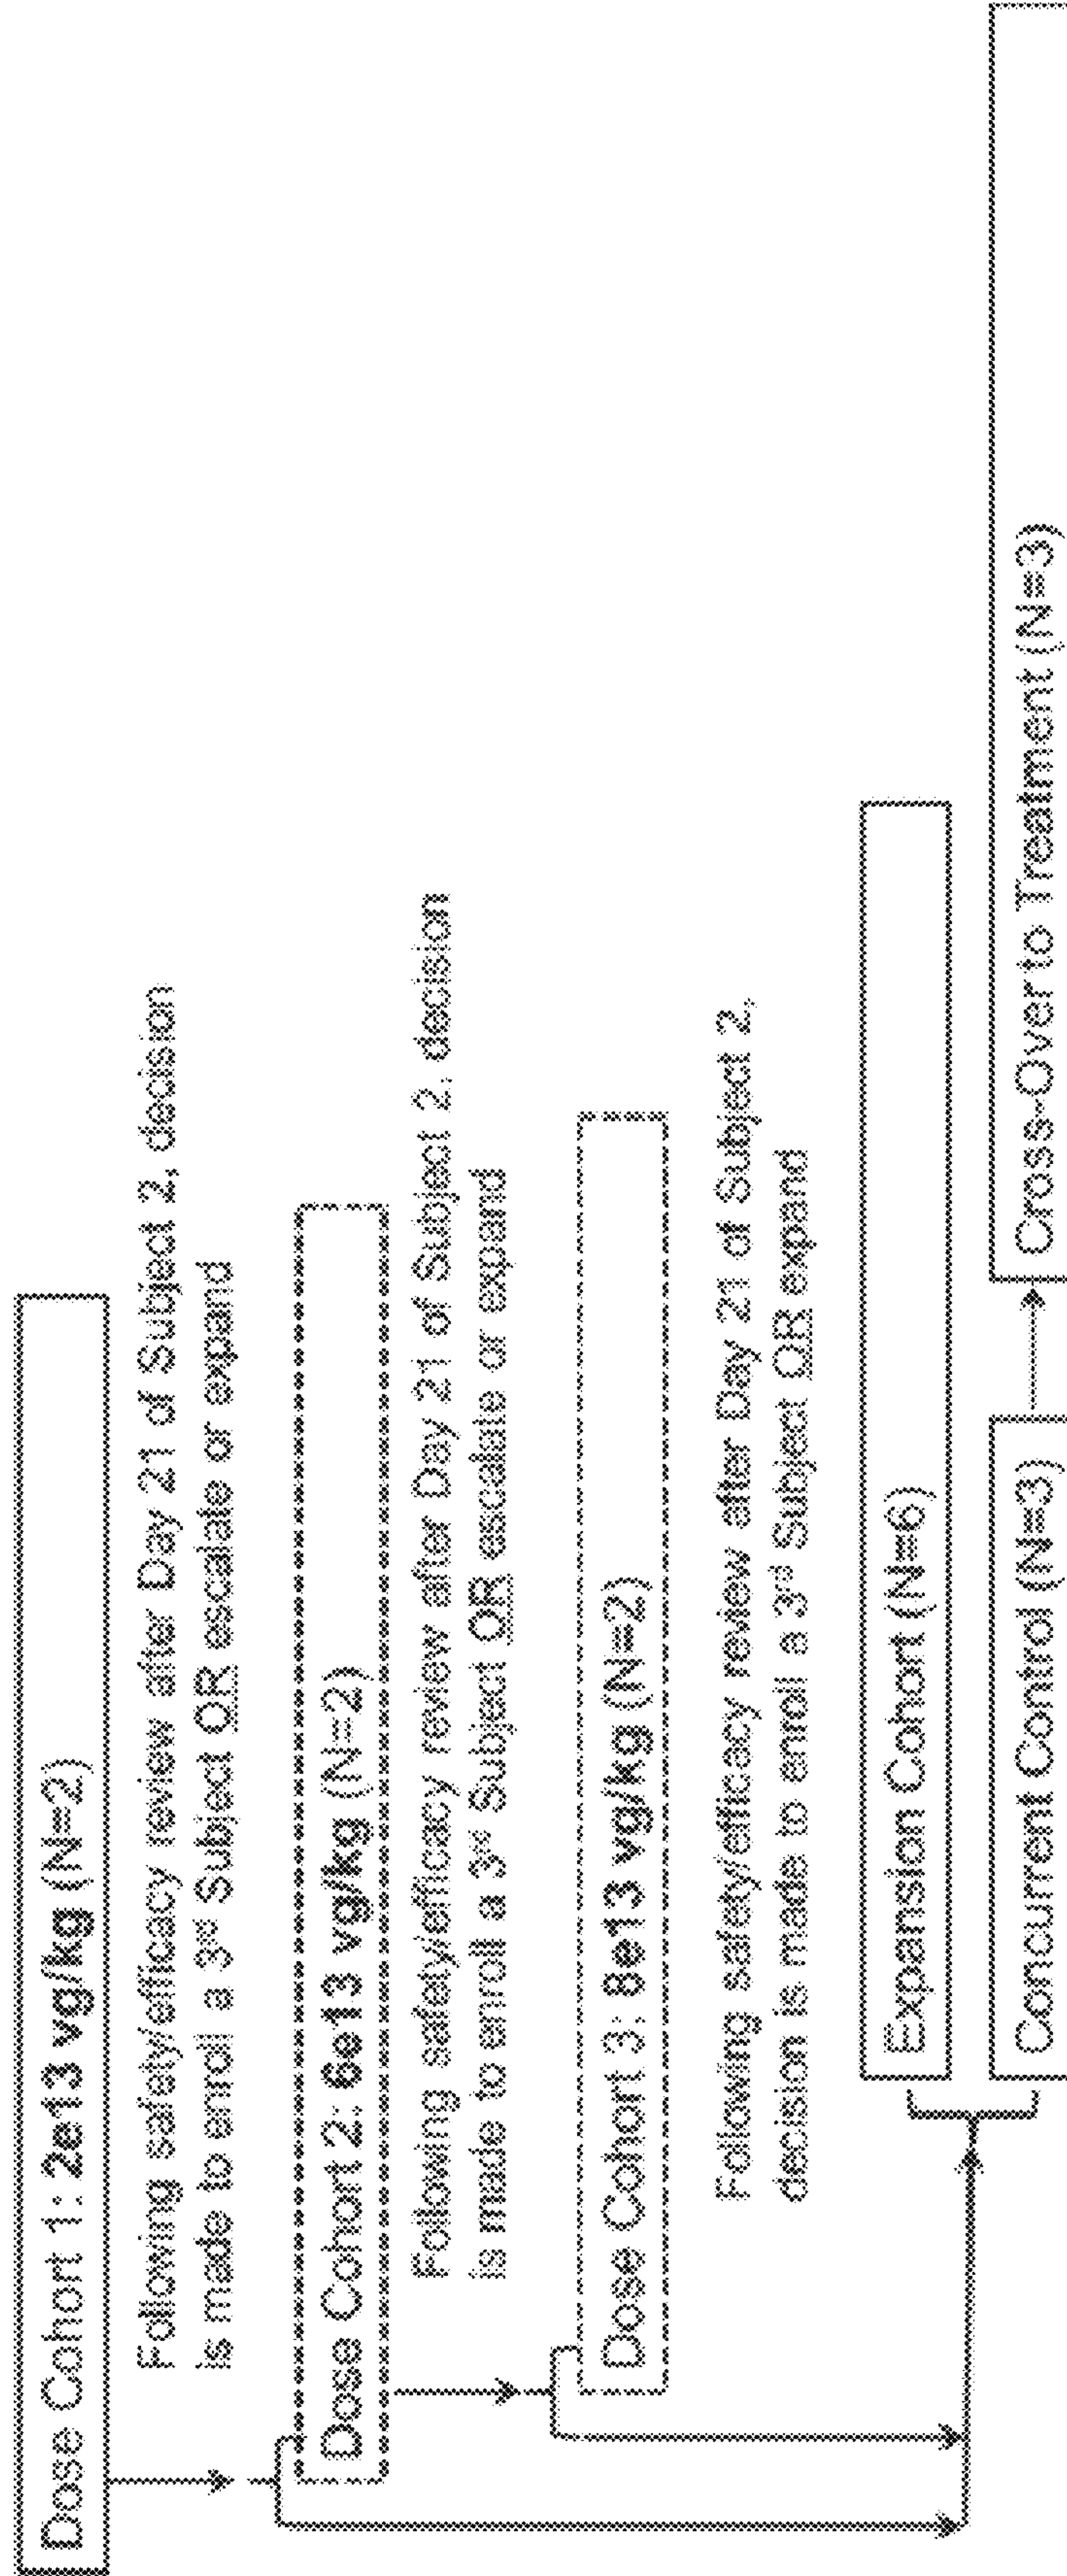 Dose Cohort 1: 2e13 vg/kg (N=2)
Following safety/efficacy review after Day 21 of Subject 2, decision
is made to enroll a 3rd Subject OR escalate or expand
Dose Cohort 2: 6e13 vg/kg (N=2)
Following safety/efficacy review after Day 21 of Subject 2, decision
is made to enroll a 3rd Subject OR escalate or expand
Dose Cohort 3: 8e13 vg/kg (N=2)
Following safety/efficacy review after Day 21 of Subject 2,
decision is made to enroll a 3rd Subject OR expand
Expansion Cohort (N=6)
Concurrent Control (N=3)
Cross-Over to Treatment (N=3)